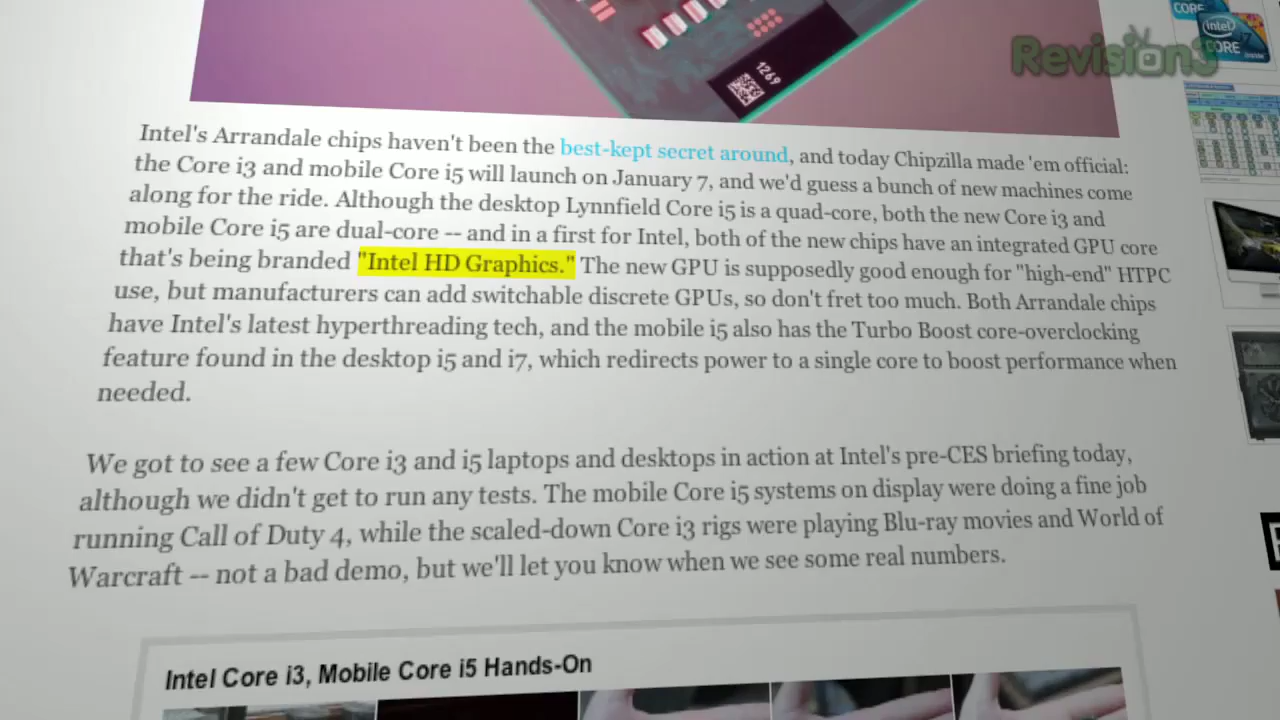 CORE
intel
CORE
Revision3
1269
Intel's Arrandale chips haven't been the best-kept secret around, and today Chipzilla made 'em official:
the Core i3 and mobile Core i5 will launch on January 7, and we'd guess a bunch of new machines come
along for the ride. Although the desktop Lynnfield Core i5 is a quad-core, both the new Core i3 and
mobile Core i5 are dual-core -- and in a first for Intel, both of the new chips have an integrated GPU core
that's being branded "Intel HD Graphics." The new GPU is supposedly good enough for "high-end" HTPC
use, but manufacturers can add switchable discrete GPUs, so don't fret too much. Both Arrandale chips
have Intel's latest hyperthreading tech, and the mobile i5 also has the Turbo Boost core-overclocking
feature found in the desktop i5 and i7, which redirects power to a single core to boost performance when
needed.
We got to see a few Core i3 and i5 laptops and desktops in action at Intel's pre-CES briefing today,
although we didn't get to run any tests. The mobile Core i5 systems on display were doing a fine job
running Call of Duty 4, while the scaled-down Core i3 rigs were playing Blu-ray movies and World of
Warcraft -- not a bad demo, but we'll let you know when we see some real numbers.
Intel Core i3, Mobile Core i5 Hands-On